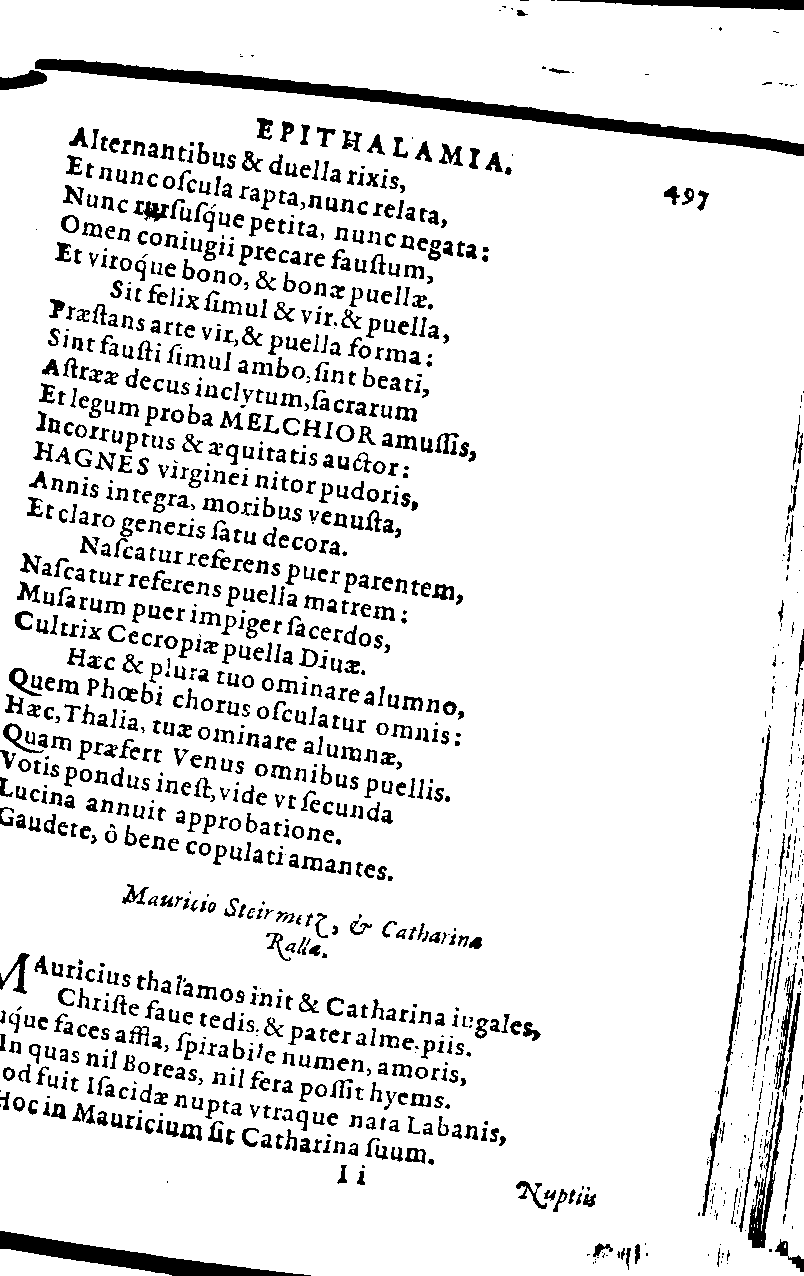 EPITHALAMIA.
497
Alternantibus & duella rixis,
Et nunc oſcula rapta, nunc relata,
Nunc rurſuſq́ue petita, nunc negata:
Omen coniugii precare fauſtum,
Et viroq́ue bono, & bonæ puellæ.
Sit felix ſimul & vir, & puella,
Præſtans arte vir, & puella forma:
Sint fauſti ſimul ambo, ſint beati,
Aſtrææ decus inclytum, ſacrarum
Et legum proba MELCHIOR amuſſis,
Incorruptus & æquitatis auctor:
HAGNES virginei nitor pudoris,
Annis integra, moribus venuſta,
Et claro generis ſatu decora.
Naſcatur referens puer parentem,
Naſcatur referens puella matrem:
Muſarum puer impiger ſacerdos,
Cultrix Cecropiæ puella Diuæ.
Hæc & plura tuo ominare alumno,
Quem Phœbi chorus oſculatur omnis:
Hæc, Thalia, tuæ ominare alumnæ,
Quam præfert Venus omnibus puellis.
Votis pondus ineſt, vide vt ſecunda
Lucina annuit approbatione.
Gaudete, ô bene copulati amantes.
Mauricio Steirmetz, & Catharina
Ralla.
MAuricius thalamos init & Catharina iugales,
Chriſte faue tedis, & pater alme, piis.
faces affla, ſpirabile numen, amoris,
In quas nil Boreas, nil fera poſſit hyems.
fuit Iſacidæ nupta vtraque nata Labanis,
Hoc in Mauricium ſit Catharina ſuum.
I i
Nuptiis